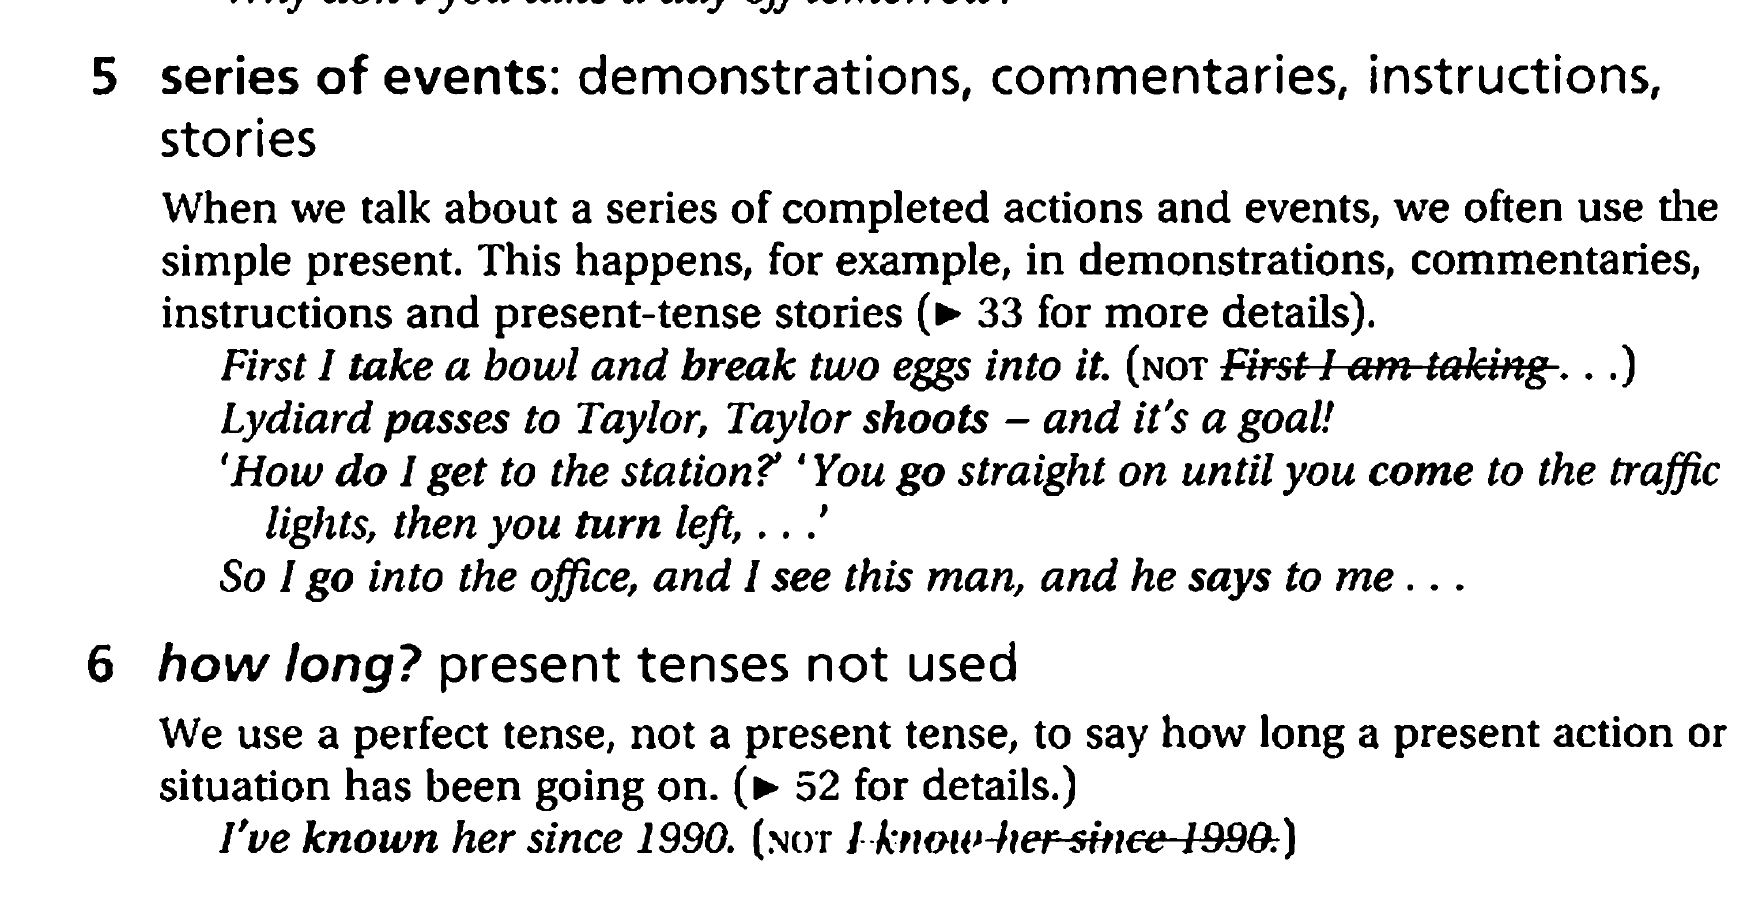 Why don't you take a day off tomorrow?
5 series of events: demonstrations, commentaries, instructions,
stories
When we talk about a series of completed actions and events, we often use the
simple present. This happens, for example, in demonstrations, commentaries,
instructions and present-tense stories (► 33 for more details).
First I take a bowl and break two eggs into it. (NOT First I am taking . . .)
Lydiard passes to Taylor, Taylor shoots – and it's a goal!
‘How do I get to the station?’ ‘You go straight on until you come to the traffic
lights, then you turn left, . . .’
So I go into the office, and I see this man, and he says to me . . .
6 how long? present tenses not used
We use a perfect tense, not a present tense, to say how long a present action or
situation has been going on. (► 52 for details.)
I've known her since 1990. (NOT I know her since 1990.)